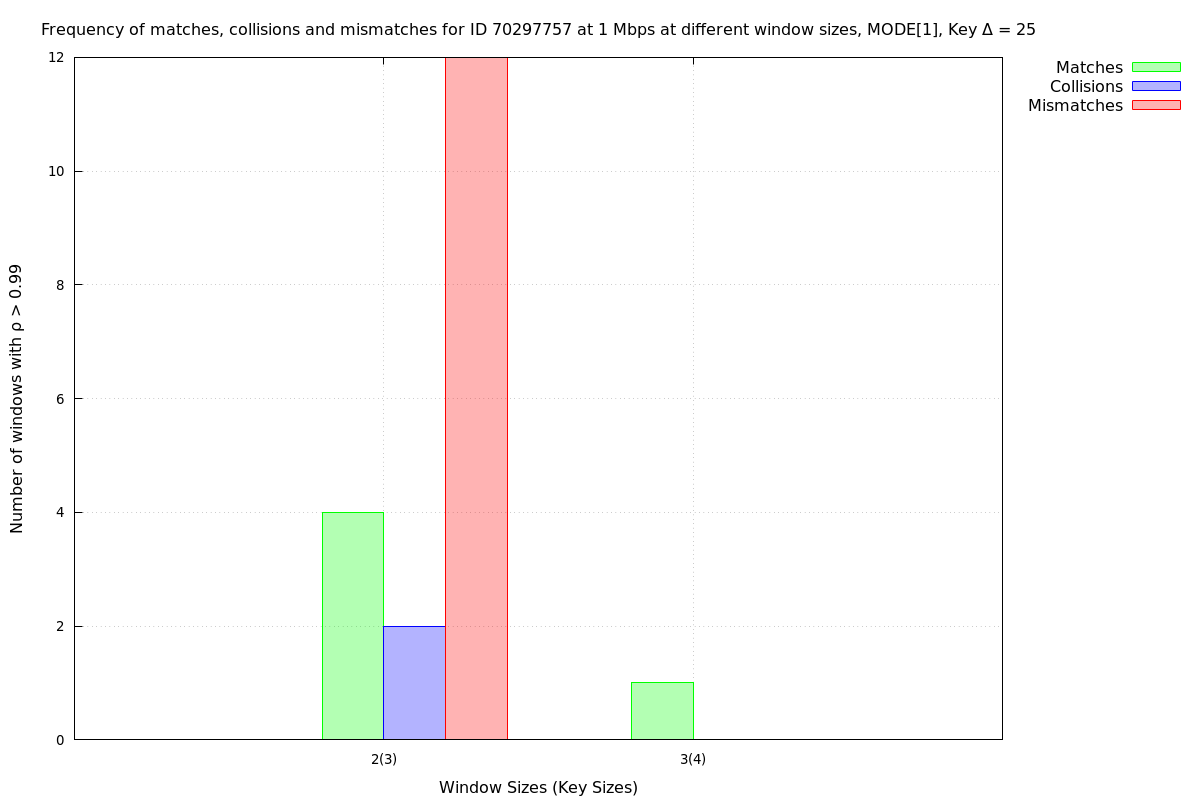 Frequency of matches, collisions and mismatches for ID 70297757 at 1 Mbps at different window sizes, MODE[1], Key Δ = 25
Matches
Collisions
Mismatches
Number of windows with ρ > 0.99
12
10
8
6
4
2
0
2(3)
3(4)
Window Sizes (Key Sizes)